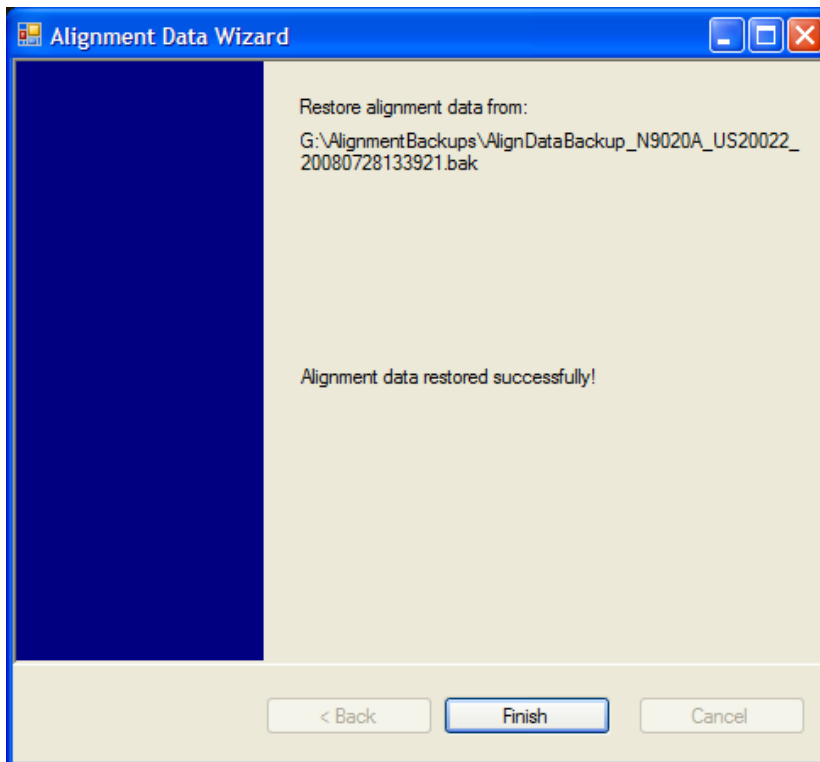 Alignment Data Wizard
Restore alignment data from:
G:\AlignmentBackups\AlignDataBackup_N9020A_US20022_
20080728133921.bak
Alignment data restored successfully!
< Back
Finish
Cancel